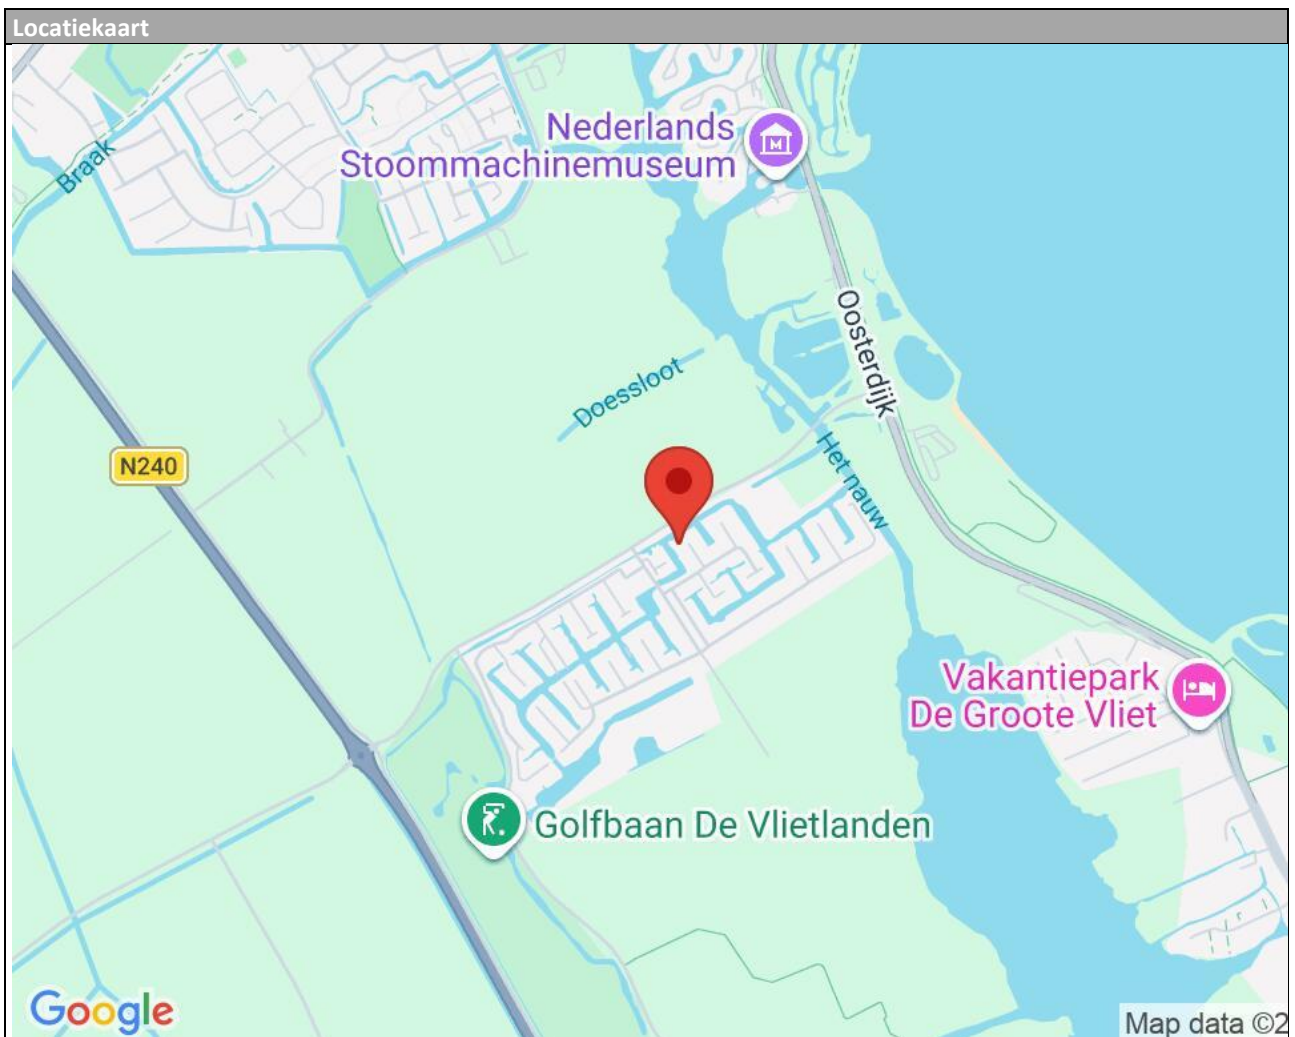 Locatiekaart
Nederlands
Stoommachinemuseum
Braak
Oosterdijk
Doessloot
N240
Het nauw
Vakantiepark
De Groote Vliet
Golfbaan De Vlietlanden
Google
Map data ©2